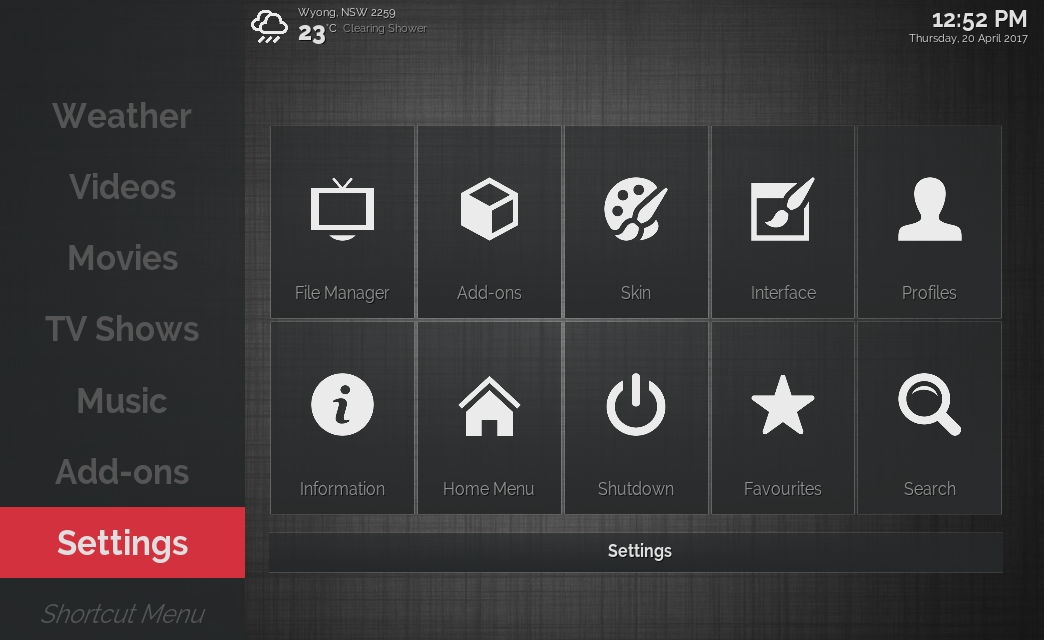 Wyong, NSW 2259
23°C Clearing Shower
12:52 PM
Thursday, 20 April 2017
Weather
Videos
Movies
TV Shows
Music
Add-ons
Settings
Shortcut Menu
File Manager
Add-ons
Skin
Interface
Profiles
Information
Home Menu
Shutdown
Favourites
Search
Settings